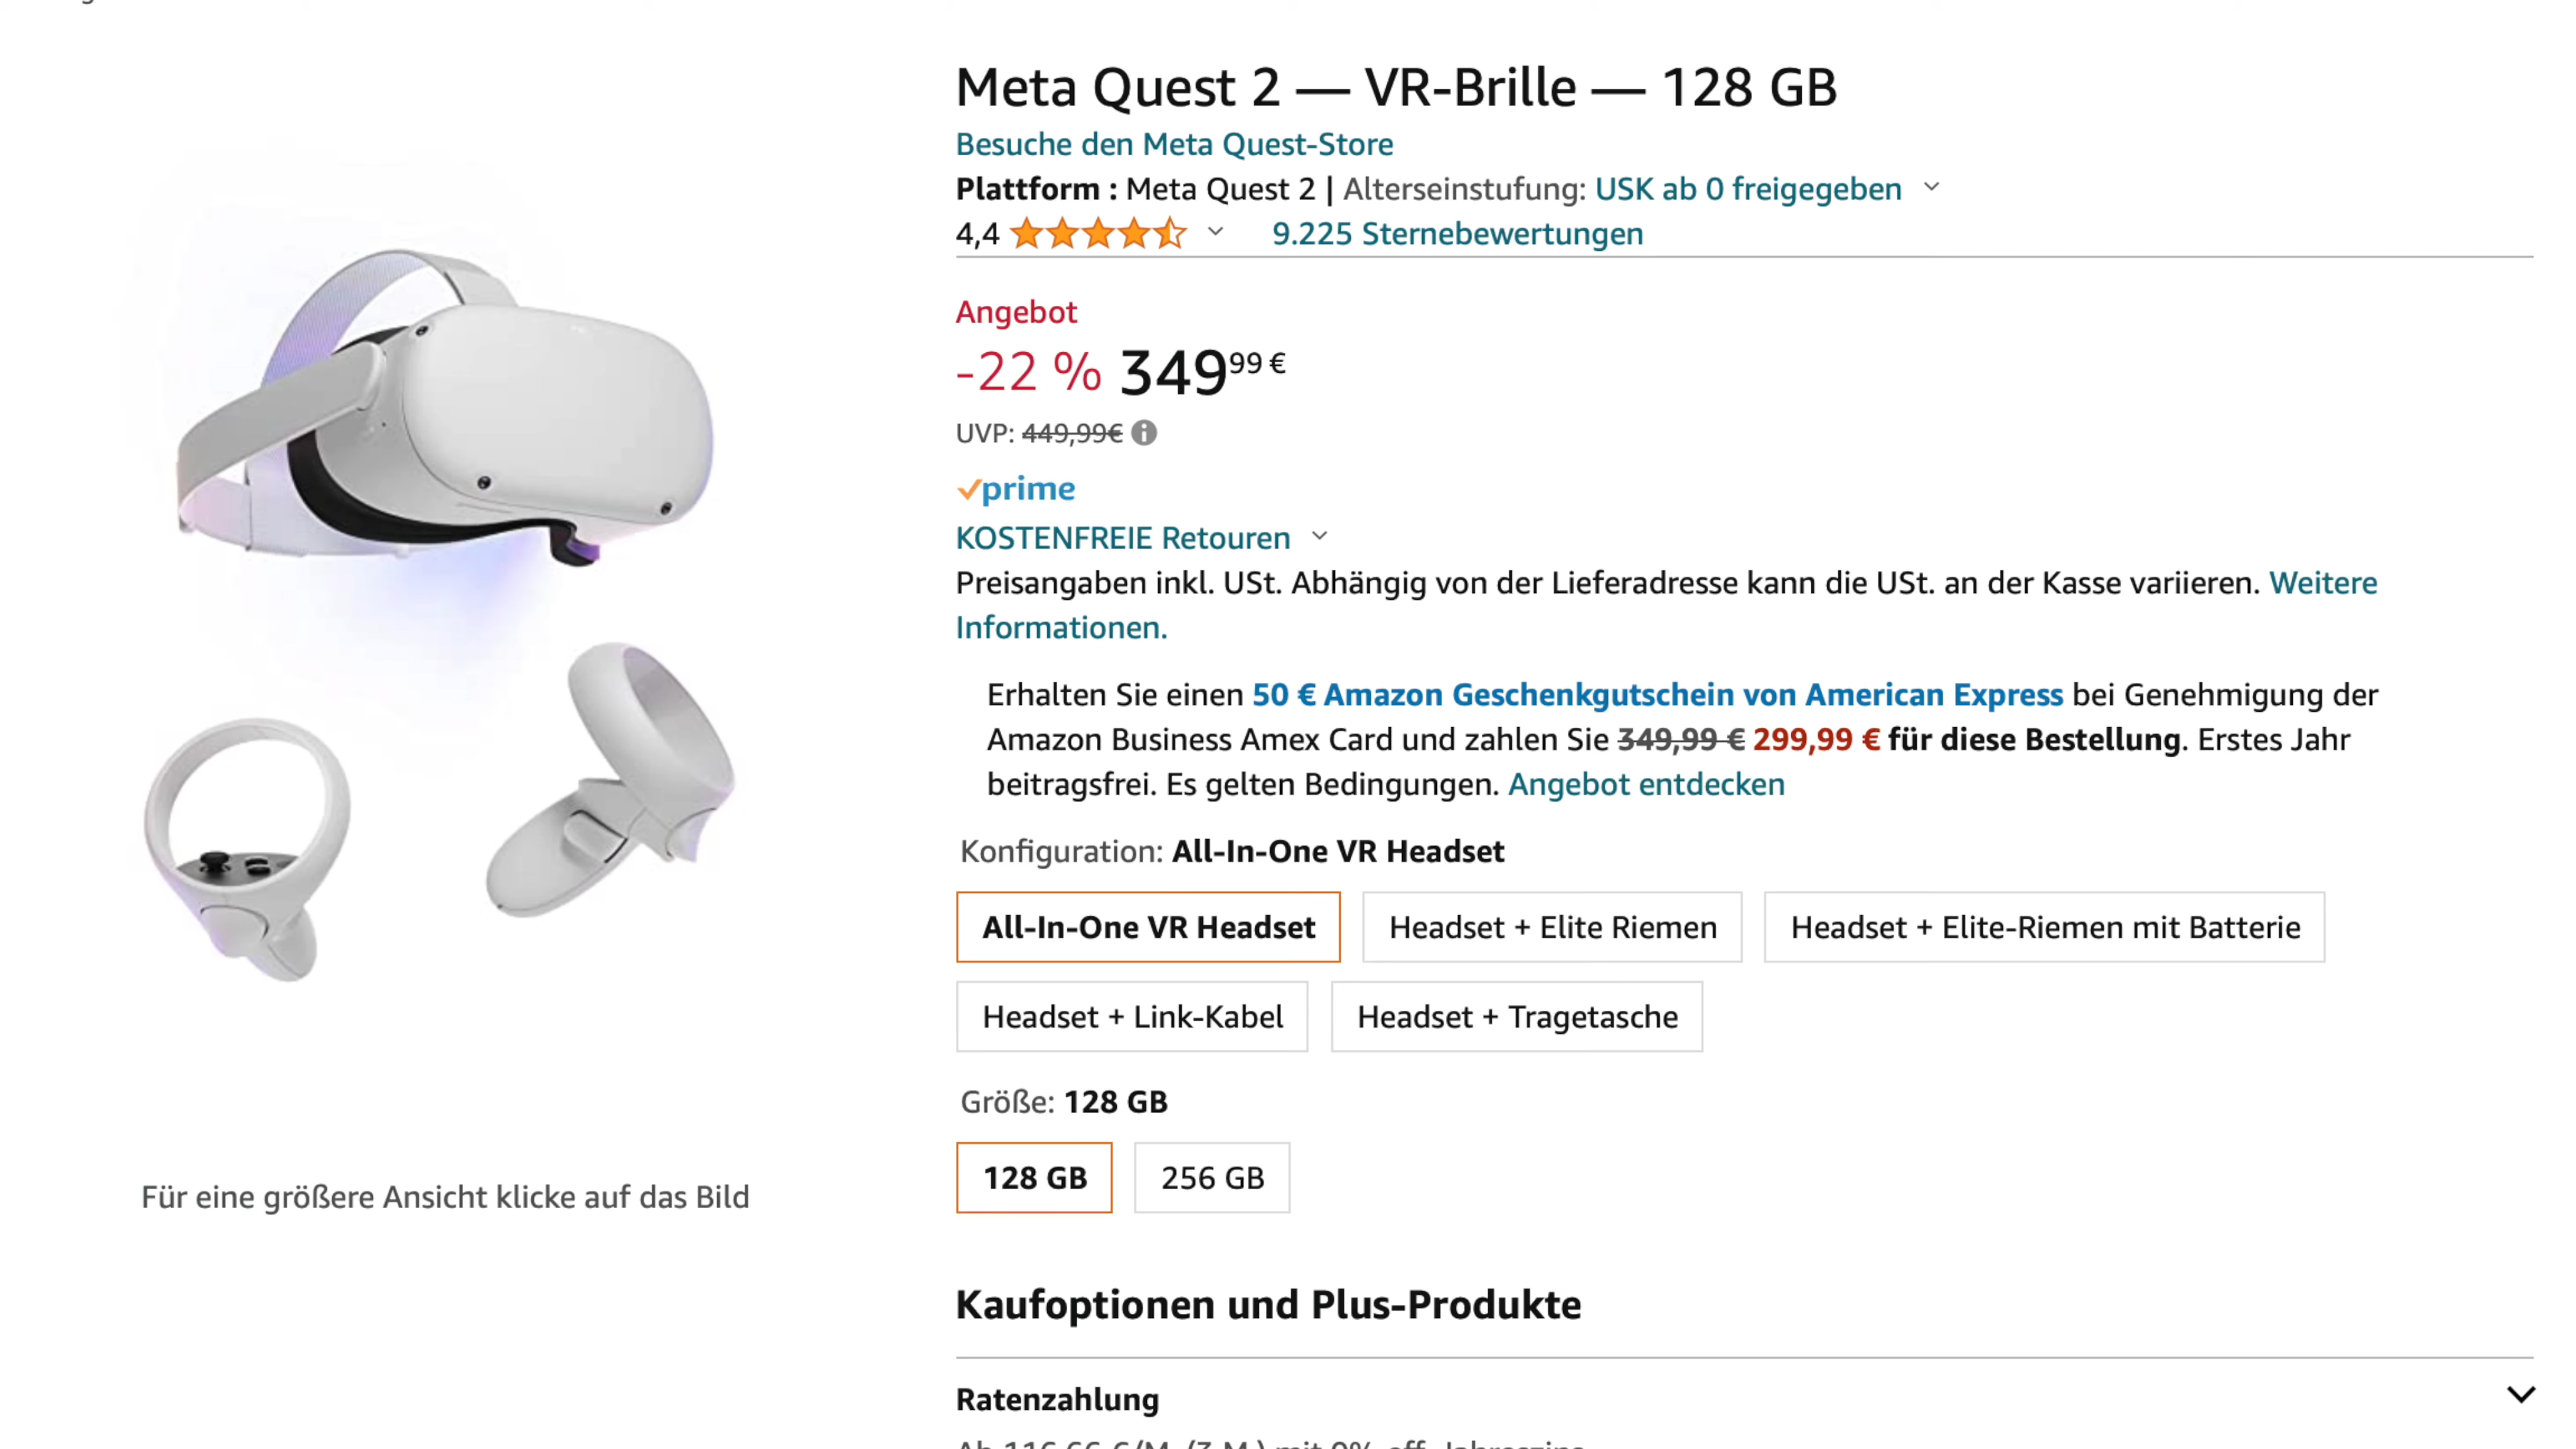 Meta Quest 2 — VR-Brille — 128 GB
Besuche den Meta Quest-Store
Plattform : Meta Quest 2 | Alterseinstufung: USK ab 0 freigegeben
4,4 9.225 Sternebewertungen
Angebot
-22 % 349 99 €
UVP: 449,99€
prime
KOSTENFREIE Retouren
Preisangaben inkl. USt. Abhängig von der Lieferadresse kann die USt. an der Kasse variieren. Weitere
Informationen.
Erhalten Sie einen 50 € Amazon Geschenkgutschein von American Express bei Genehmigung der
Amazon Business Amex Card und zahlen Sie 349,99 € 299,99 € für diese Bestellung. Erstes Jahr
beitragsfrei. Es gelten Bedingungen. Angebot entdecken
Konfiguration: All-In-One VR Headset
All-In-One VR Headset Headset + Elite Riemen Headset + Elite-Riemen mit Batterie
Headset + Link-Kabel Headset + Tragetasche
Größe: 128 GB
128 GB 256 GB
Für eine größere Ansicht klicke auf das Bild
Kaufoptionen und Plus-Produkte
Ratenzahlung